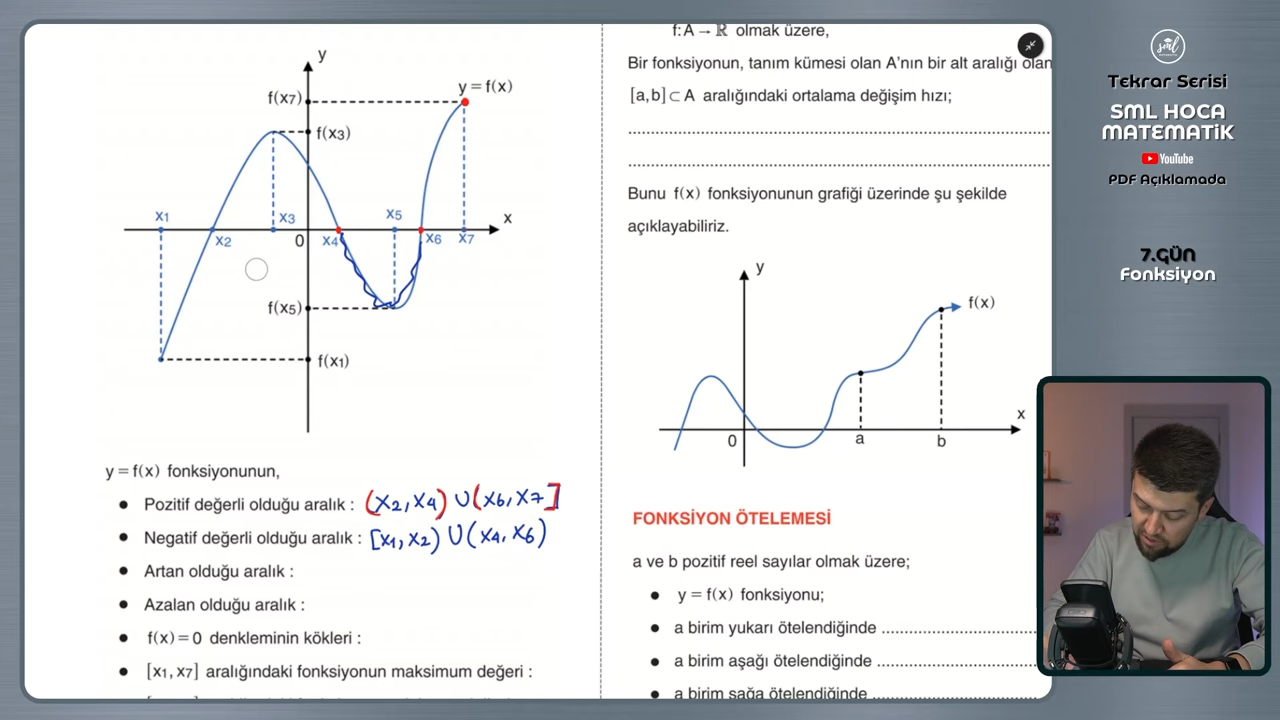 y
f(x7)
y = f(x)
f(x3)
x1
x2
x3
0
x4
x5
x6
x7
x
f(x5)
f(x1)
y = f(x) fonksiyonunun,
• Pozitif değerli olduğu aralık : (x2, x4) ∪ (x6, x7]
• Negatif değerli olduğu aralık : [x1, x2) ∪ (x4, x6)
• Artan olduğu aralık :
• Azalan olduğu aralık :
• f(x) = 0 denkleminin kökleri :
• [x1, x7] aralığındaki fonksiyonun maksimum değeri :
f: A → ℝ olmak üzere,
Bir fonksiyonun, tanım kümesi olan A'nın bir alt aralığı olan
[a,b] ⊂ A aralığındaki ortalama değişim hızı;
Bunu f(x) fonksiyonunun grafiği üzerinde şu şekilde
açıklayabiliriz.
y
f(x)
x
0
a
b
FONKSİYON ÖTELEMESİ
a ve b pozitif reel sayılar olmak üzere;
• y = f(x) fonksiyonu;
• a birim yukarı ötelendiğinde
• a birim aşağı ötelendiğinde
• a birim sağa ötelendiğinde
sml
Tekrar Serisi
SML HOCA
MATEMATİK
YouTube
PDF Açıklamada
7.GÜN
Fonksiyon